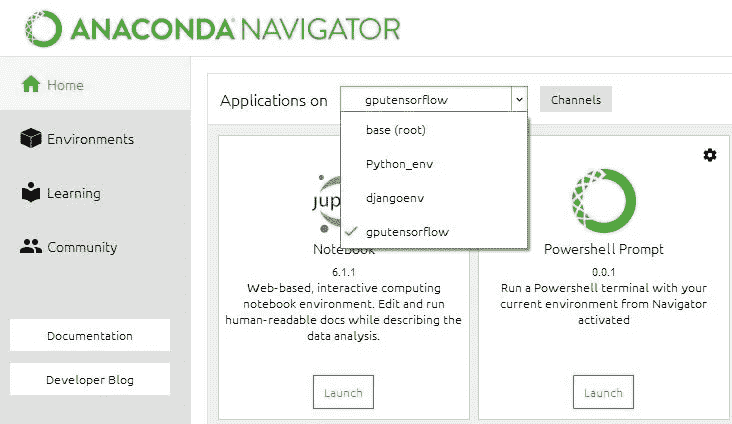 ANACONDA NAVIGATOR
Home
Environments
Learning
Community
Documentation
Developer Blog
Applications on
gputensorflow
Channels
base (root)
Python_env
djangoenv
gputensorflow
Notebook
6.1.1
Web-based, interactive computing
notebook environment. Edit and run
human-readable docs while describing the
data analysis.
Launch
Powershell Prompt
0.0.1
Run a Powershell terminal with your
current environment from Navigator
activated
Launch